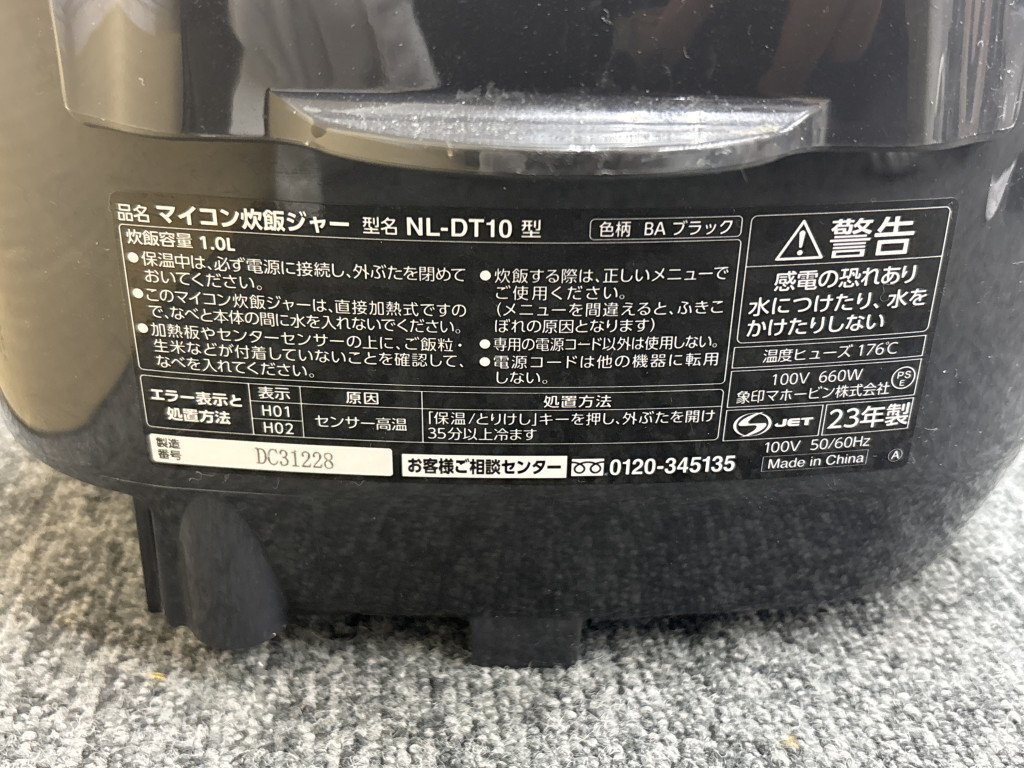 品名 マイコン炊飯ジャー 型名 NL-DT10 型 色柄 BA ブラック
炊飯容量 1.0L
●保温中は、必ず電源に接続し、外ぶたを閉めて
おいてください。
●このマイコン炊飯ジャーは、直接加熱式ですの
で、なべと本体の間に水を入れないでください。
●加熱板やセンターセンサーの上に、ご飯粒・
生米などが付着していないことを確認して、
なべを入れてください。
●炊飯する際は、正しいメニューで
ご使用ください。
(メニューを間違えると、ふきこ
ぼれの原因となります)
●専用の電源コード以外は使用しない。
●電源コードは他の機器に転用
しない。
エラー表示と
処置方法
表示 原因 処置方法
H01
H02
センサー高温
「保温/とりけし」キーを押し、外ぶたを開け
35分以上冷ます
製造
番号
DC31228
お客様ご相談センター 0120-345135
警告
感電の恐れあり
水につけたり、水を
かけたりしない
温度ヒューズ 176℃
100V 660W
象印マホービン株式会社
PS
E
JET 23年製
100V 50/60Hz
Made in China A